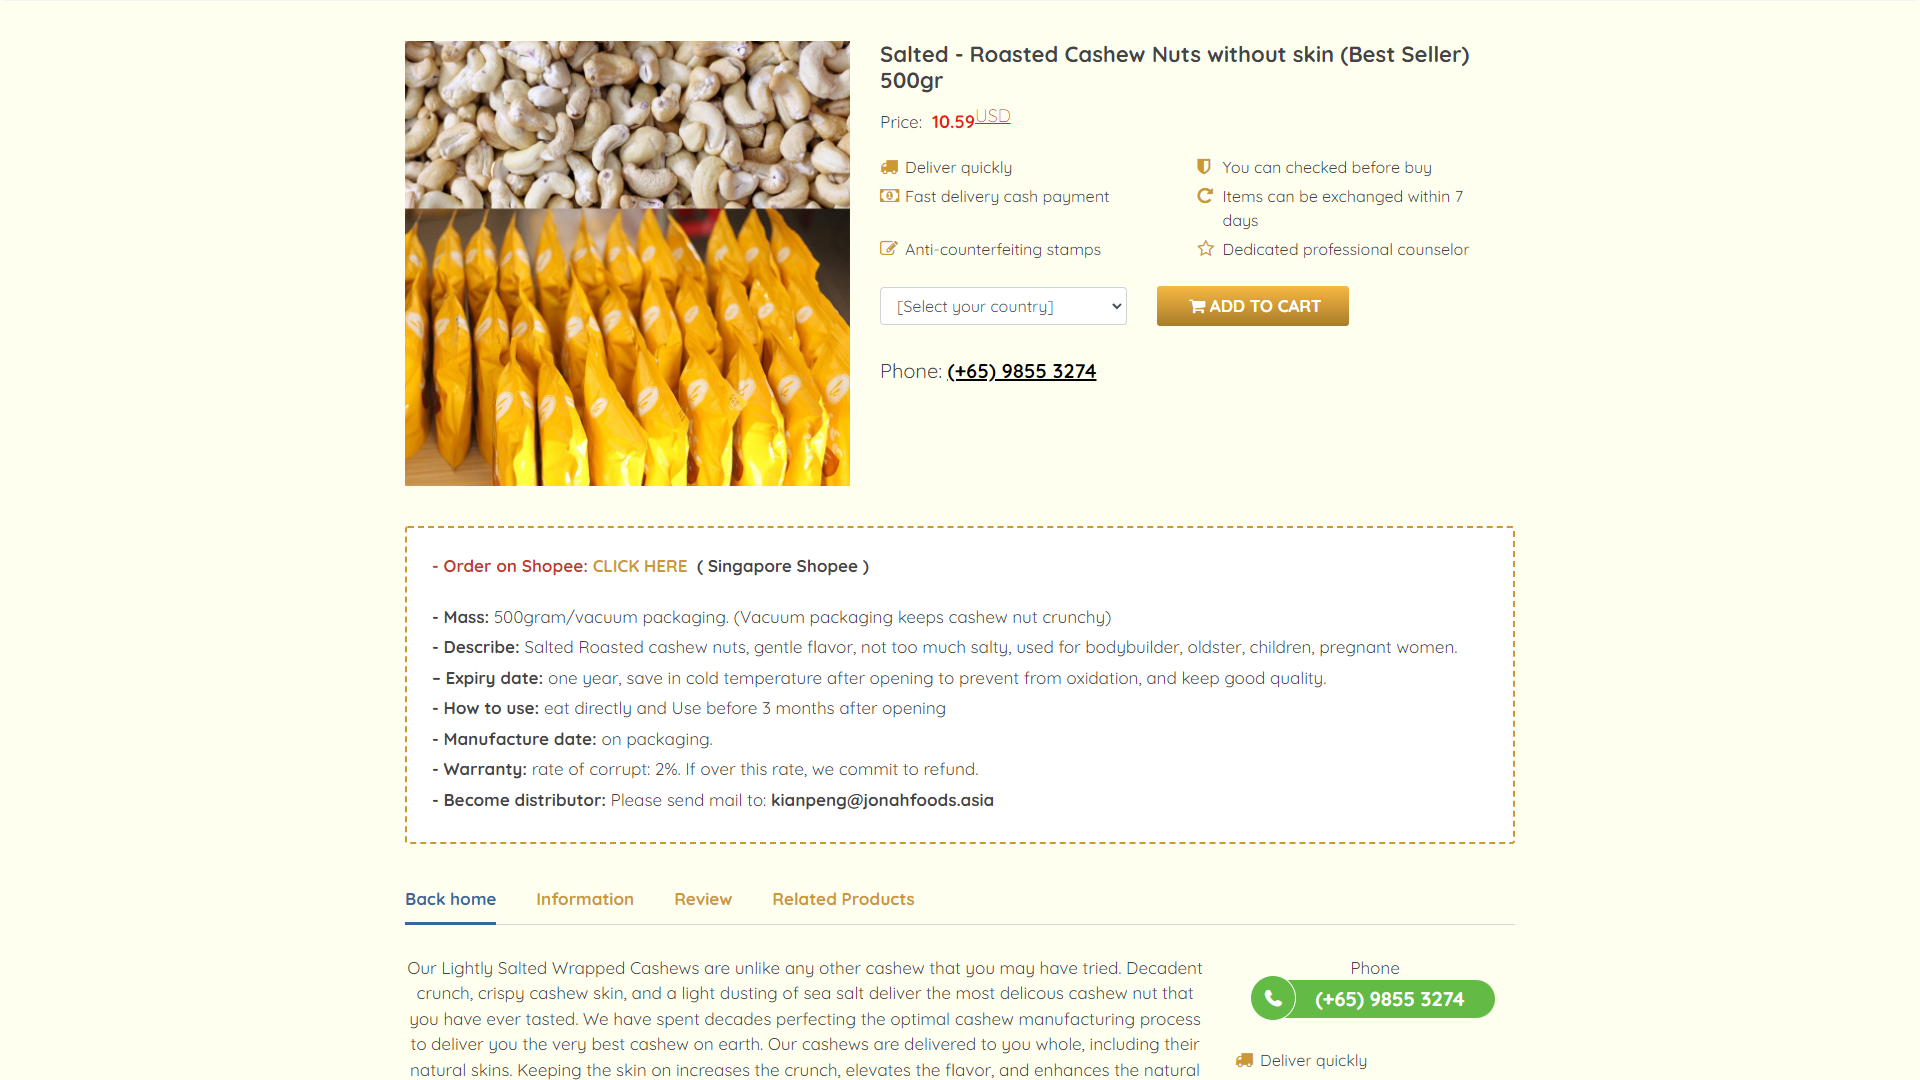 Salted - Roasted Cashew Nuts without skin (Best Seller)
500gr
Price: 10.59 USD
Deliver quickly
You can checked before buy
Fast delivery cash payment
Items can be exchanged within 7
days
Anti-counterfeiting stamps
Dedicated professional counselor
[Select your country]
ADD TO CART
Phone: (+65) 9855 3274
- Order on Shopee: CLICK HERE ( Singapore Shopee )
- Mass: 500gram/vacuum packaging. (Vacuum packaging keeps cashew nut crunchy)
- Describe: Salted Roasted cashew nuts, gentle flavor, not too much salty, used for bodybuilder, oldster, children, pregnant women.
– Expiry date: one year, save in cold temperature after opening to prevent from oxidation, and keep good quality.
- How to use: eat directly and Use before 3 months after opening
- Manufacture date: on packaging.
- Warranty: rate of corrupt: 2%. If over this rate, we commit to refund.
- Become distributor: Please send mail to: kianpeng@jonahfoods.asia
Back home
Information
Review
Related Products
Our Lightly Salted Wrapped Cashews are unlike any other cashew that you may have tried. Decadent
crunch, crispy cashew skin, and a light dusting of sea salt deliver the most delicous cashew nut that
you have ever tasted. We have spent decades perfecting the optimal cashew manufacturing process
to deliver you the very best cashew on earth. Our cashews are delivered to you whole, including their
natural skins. Keeping the skin on increases the crunch, elevates the flavor, and enhances the natural
Phone
(+65) 9855 3274
Deliver quickly